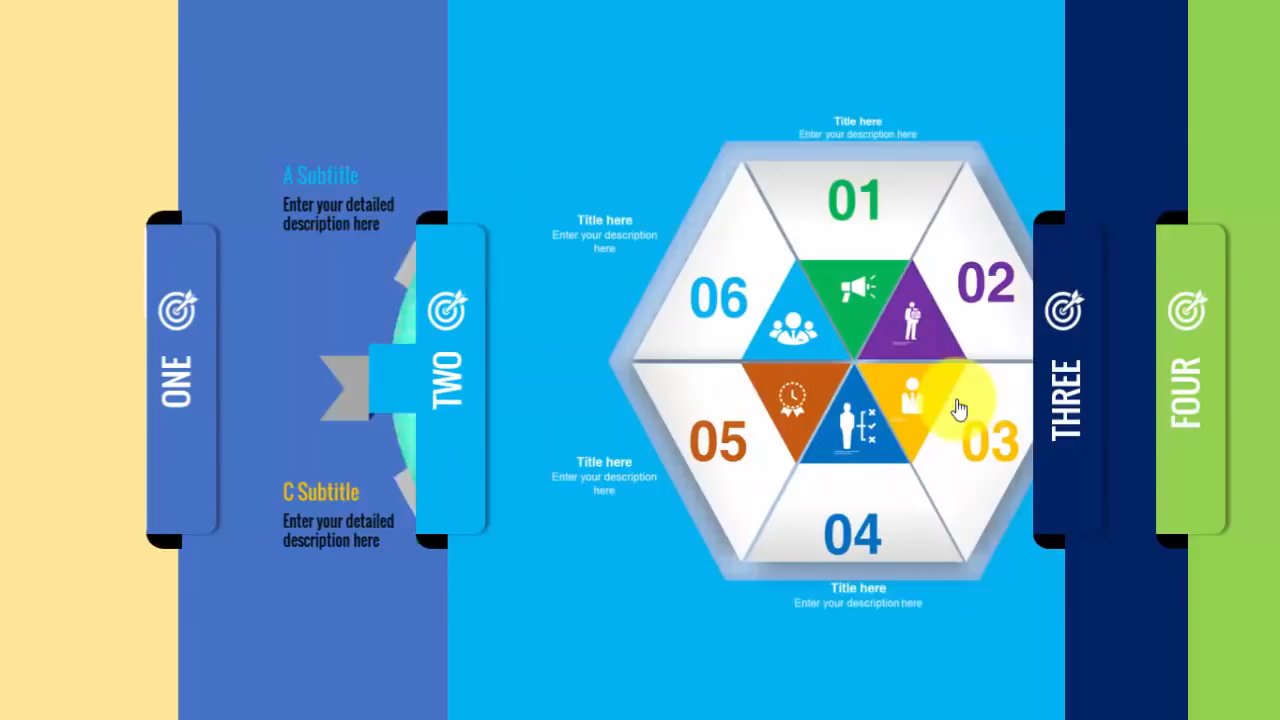 ONE
A Subtitle
Enter your detailed
description here
C Subtitle
Enter your detailed
description here
TWO
Title here
Enter your description here
Title here
Enter your description
here
01
02
06
05
03
04
Title here
Enter your description
here
Title here
Enter your description here
THREE
FOUR